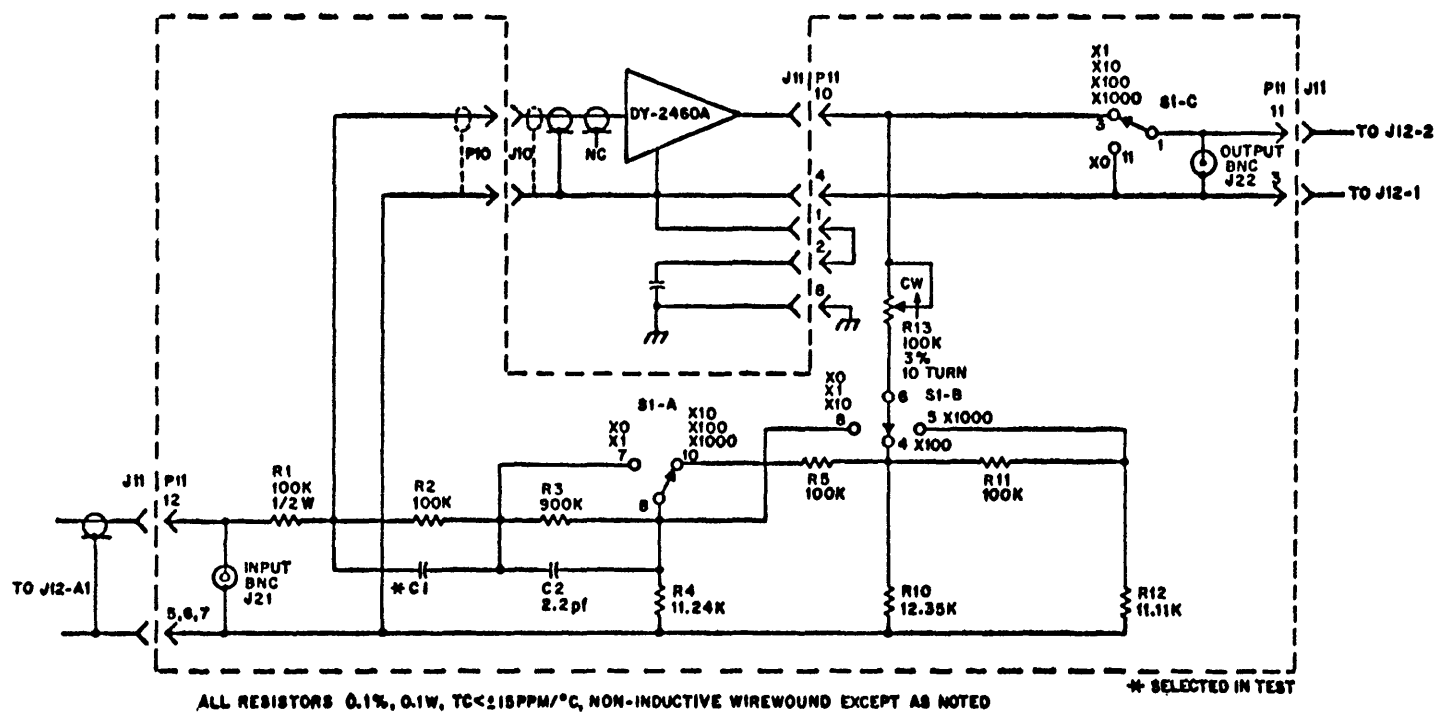 X1
X10
X100
X1000
S1-C
3
1
X0
11
J11
P11
10
DY-2460A
P10
J10
NC
4
1
2
8
P11
J11
11
TO J12-2
OUTPUT
BNC
J22
3
TO J12-1
CW
R13
100K
3%
10 TURN
6
S1-B
X0
X1
X10
8
5 X1000
4
X100
S1-A
X0
X1
7
X10
X100
X1000
10
8
R5
100K
R11
100K
J11
P11
12
R1
100K
1/2W
R2
100K
R3
900K
TO J12-A1
INPUT
BNC
J21
5,6,7
*C1
C2
2.2pf
R4
11.24K
R10
12.35K
R12
11.11K
* SELECTED IN TEST
ALL RESISTORS 0.1%, 0.1W, TC<±15PPM/°C, NON-INDUCTIVE WIREWOUND EXCEPT AS NOTED